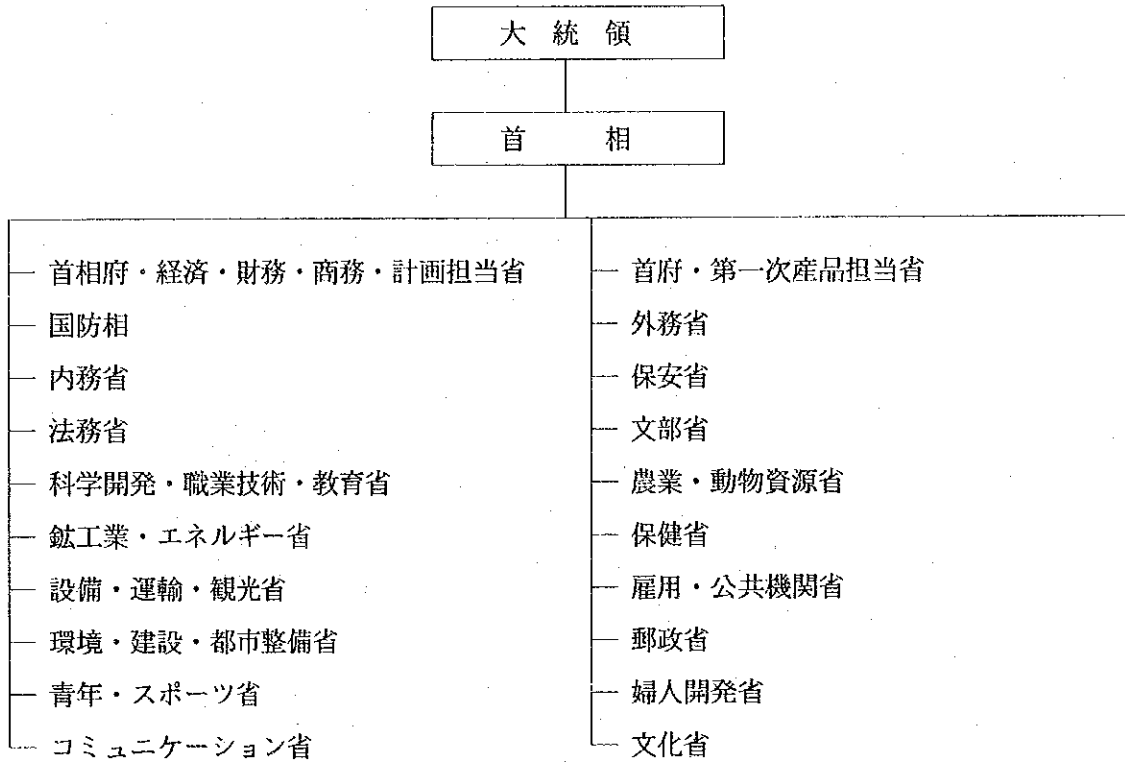 大統領
首相
首相府・経済・財務・商務・計画担当省
国防相
内務省
法務省
科学開発・職業技術・教育省
鉱工業・エネルギー省
設備・運輸・観光省
環境・建設・都市整備省
青年・スポーツ省
コミュニケーション省
首府・第一次産品担当省
外務省
保安省
文部省
農業・動物資源省
保健省
雇用・公共機関省
郵政省
婦人開発省
文化省